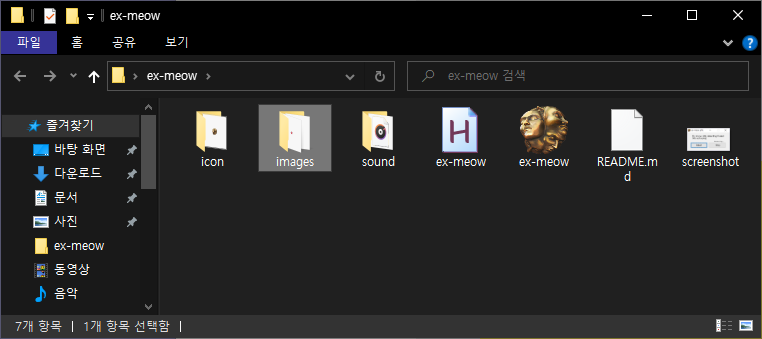 ex-meow
파일 홈 공유 보기
ex-meow
ex-meow 검색
즐겨찾기
바탕 화면
다운로드
문서
사진
ex-meow
동영상
음악
icon
images
sound
ex-meow
ex-meow
README.m
d
screenshot
7개 항목
1개 항목 선택함